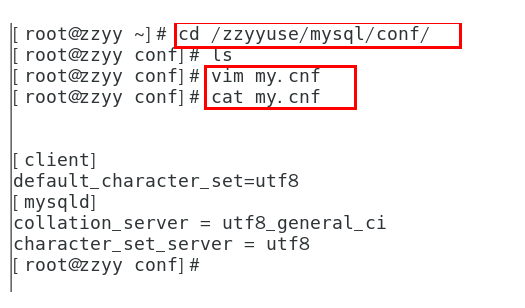 [root@zzyy ~]# cd /zzyyuse/mysql/conf/
[root@zzyy conf]# ls
[root@zzyy conf]# vim my.cnf
[root@zzyy conf]# cat my.cnf
[client]
default_character_set=utf8
[mysqld]
collation_server = utf8_general_ci
character_set_server = utf8
[root@zzyy conf]#